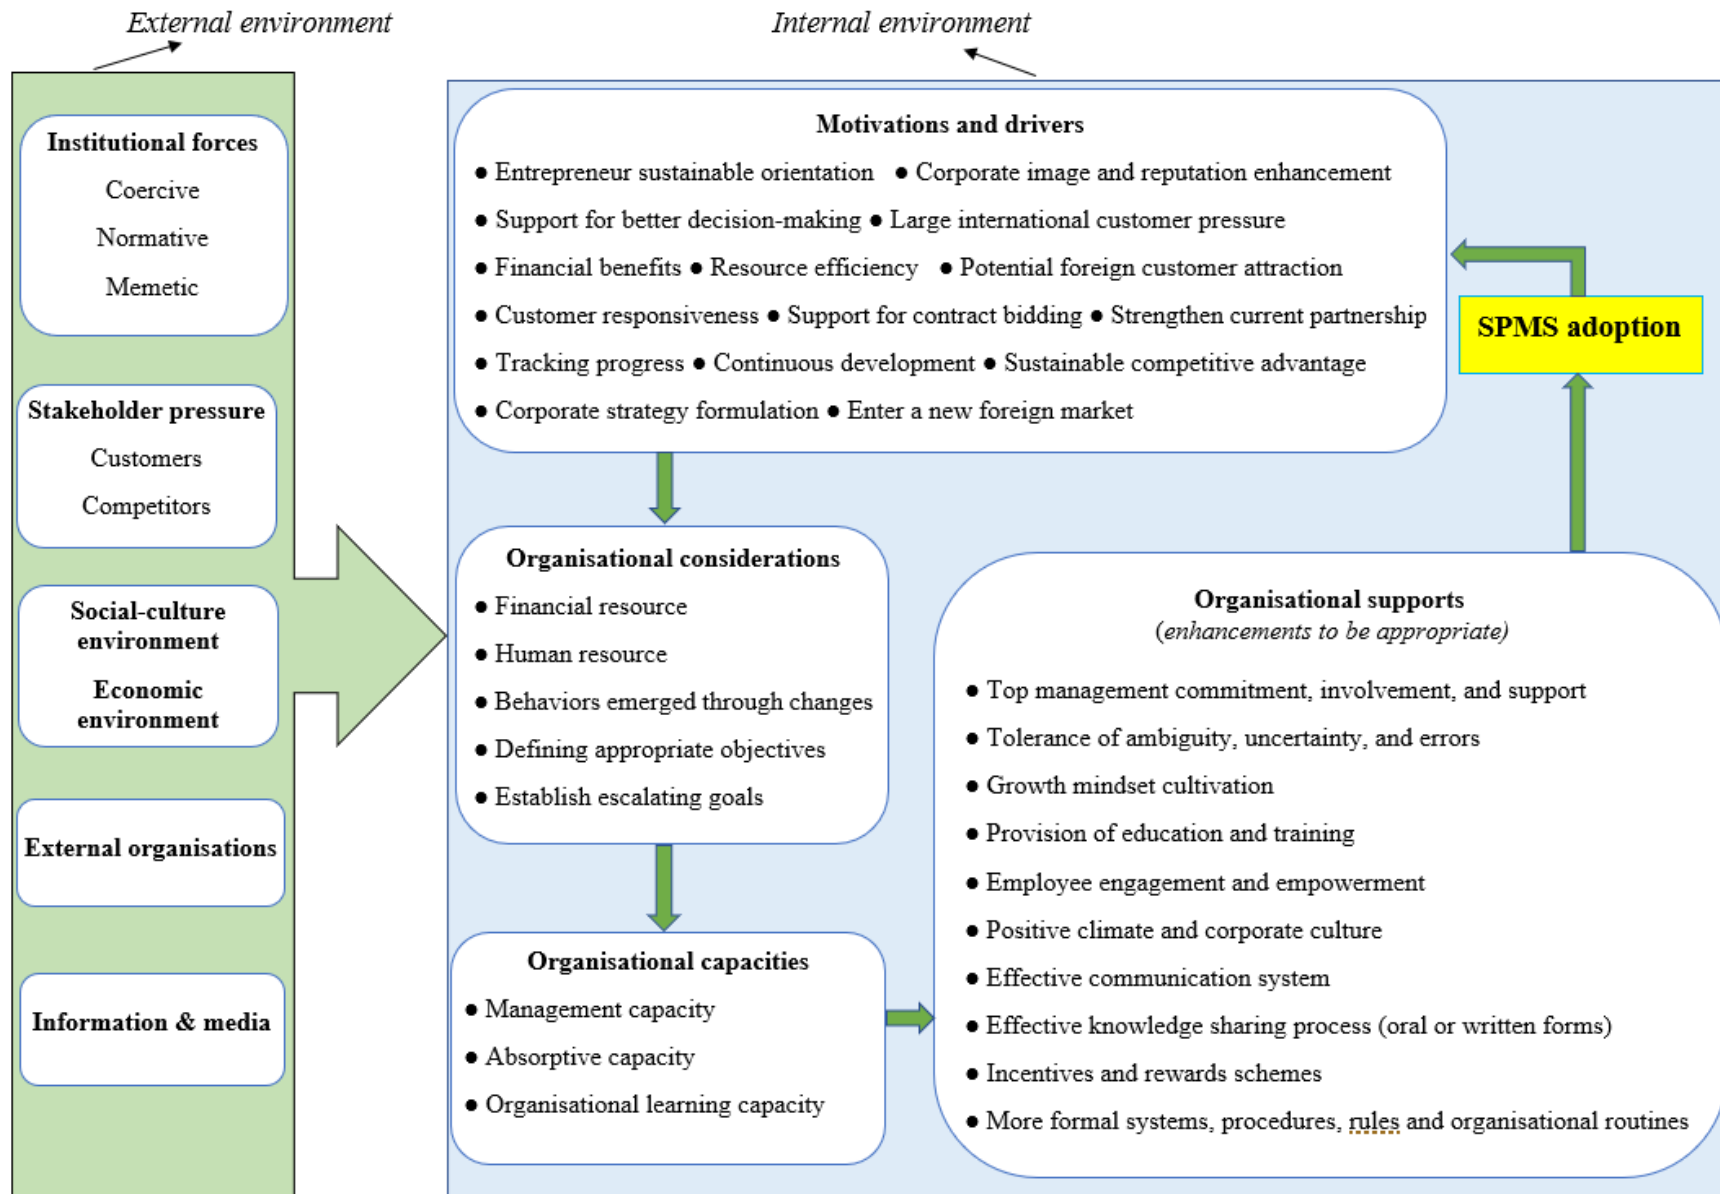 External environment
Internal environment
Institutional forces
Coercive
Normative
Memetic
Stakeholder pressure
Customers
Competitors
Social-culture
environment
Economic
environment
External organisations
Information & media
Motivations and drivers
● Entrepreneur sustainable orientation ● Corporate image and reputation enhancement
● Support for better decision-making ● Large international customer pressure
● Financial benefits ● Resource efficiency ● Potential foreign customer attraction
● Customer responsiveness ● Support for contract bidding ● Strengthen current partnership
● Tracking progress ● Continuous development ● Sustainable competitive advantage
● Corporate strategy formulation ● Enter a new foreign market
SPMS adoption
Organisational considerations
● Financial resource
● Human resource
● Behaviors emerged through changes
● Defining appropriate objectives
● Establish escalating goals
Organisational capacities
● Management capacity
● Absorptive capacity
● Organisational learning capacity
Organisational supports
(enhancements to be appropriate)
● Top management commitment, involvement, and support
● Tolerance of ambiguity, uncertainty, and errors
● Growth mindset cultivation
● Provision of education and training
● Employee engagement and empowerment
● Positive climate and corporate culture
● Effective communication system
● Effective knowledge sharing process (oral or written forms)
● Incentives and rewards schemes
● More formal systems, procedures, rules and organisational routines